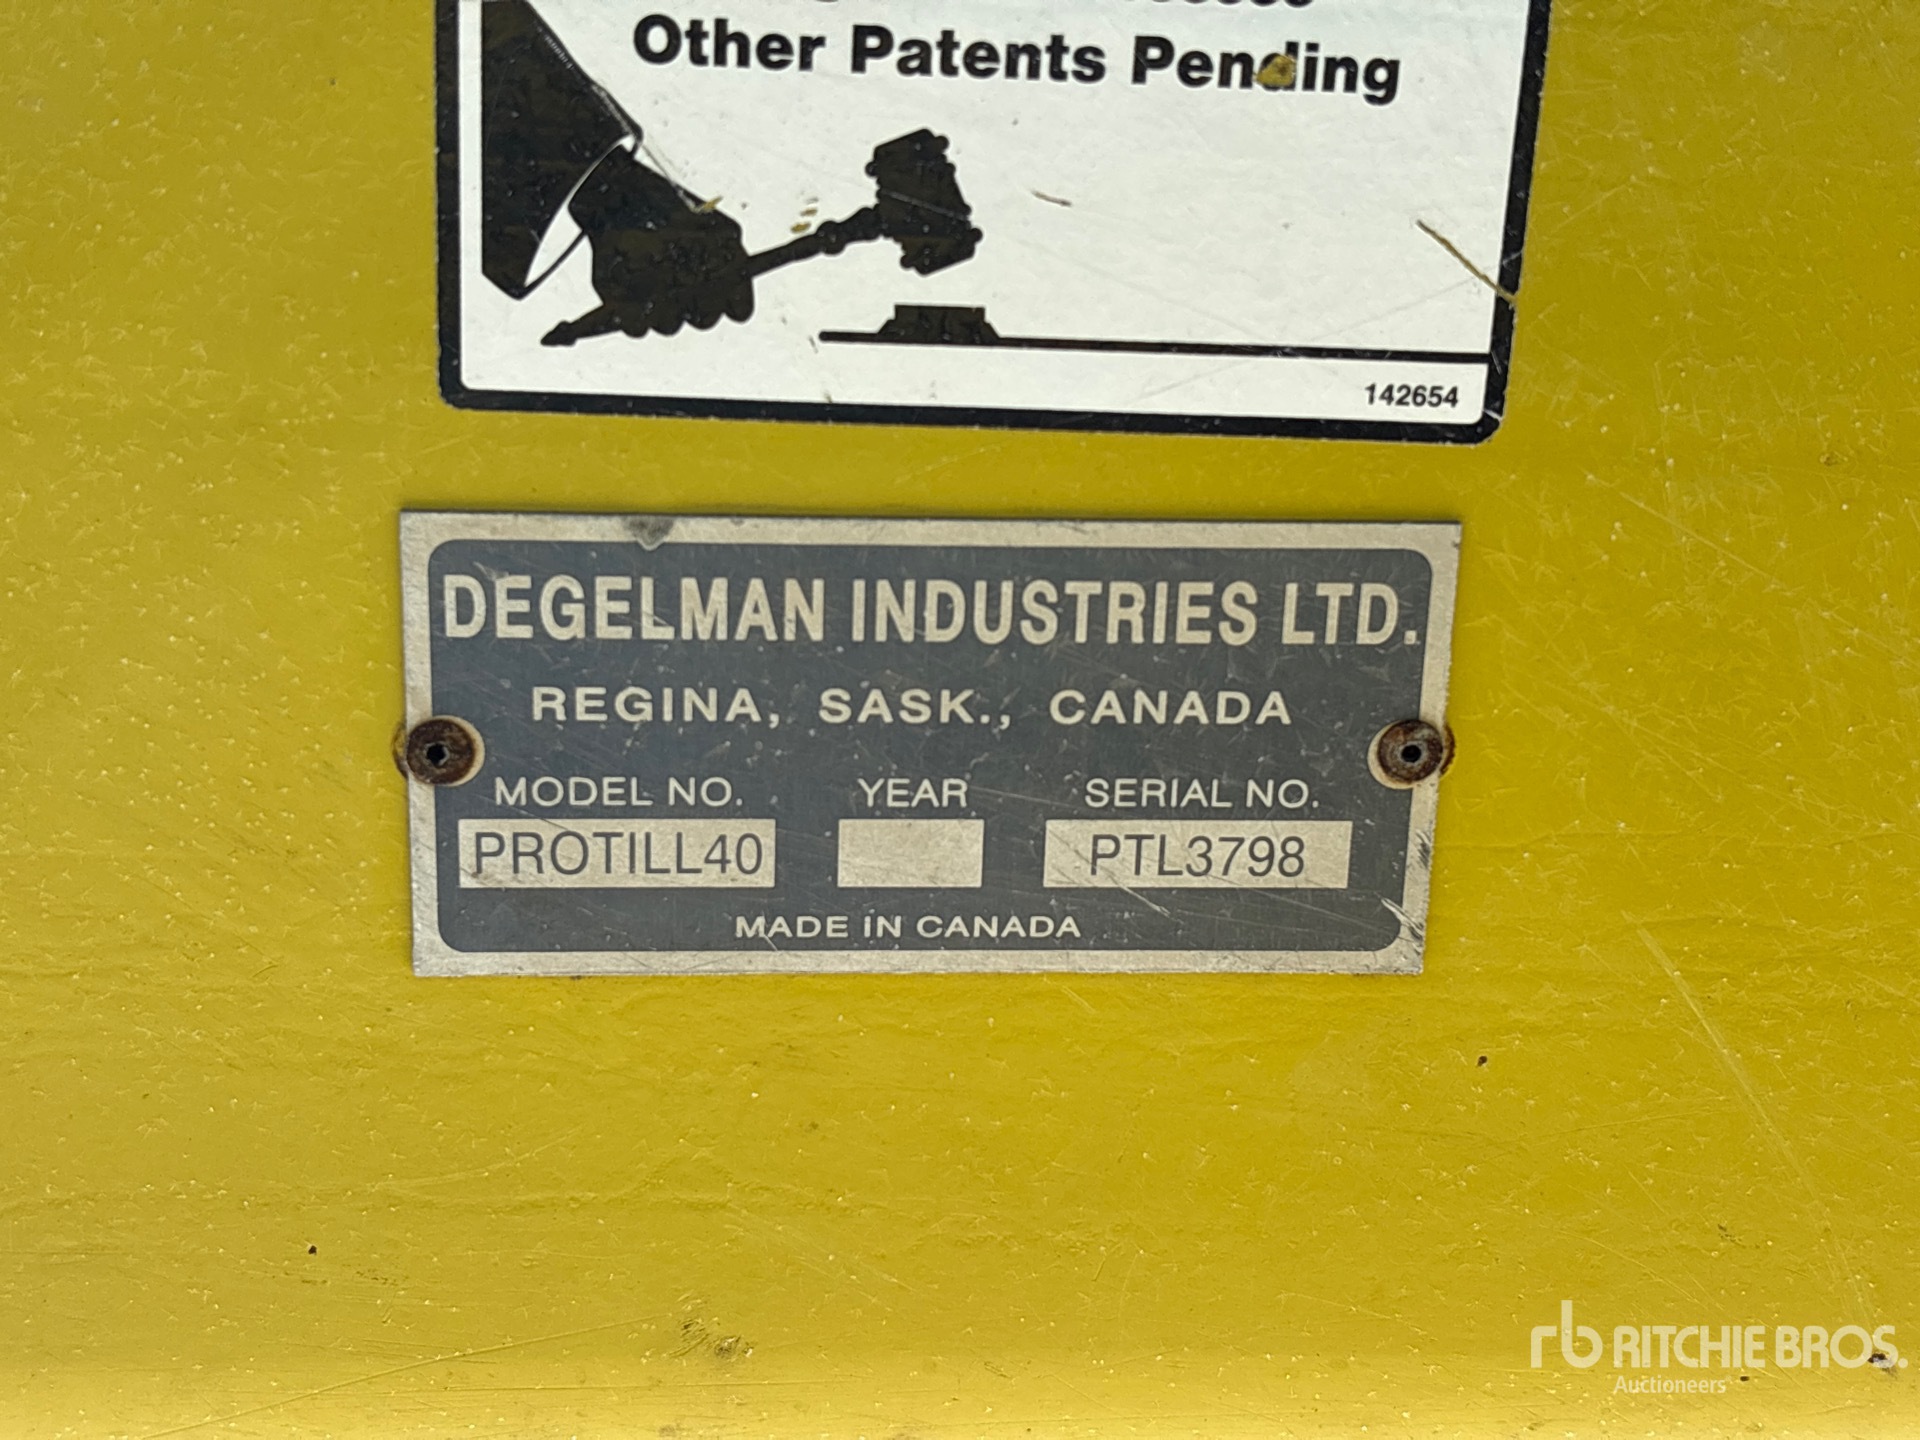 Other Patents Pending
142654
DEGELMAN INDUSTRIES LTD.
REGINA, SASK., CANADA
MODEL NO. YEAR SERIAL NO.
PROTILL40 PTL3798
MADE IN CANADA
rb RITCHIE BROS.
Auctioneers